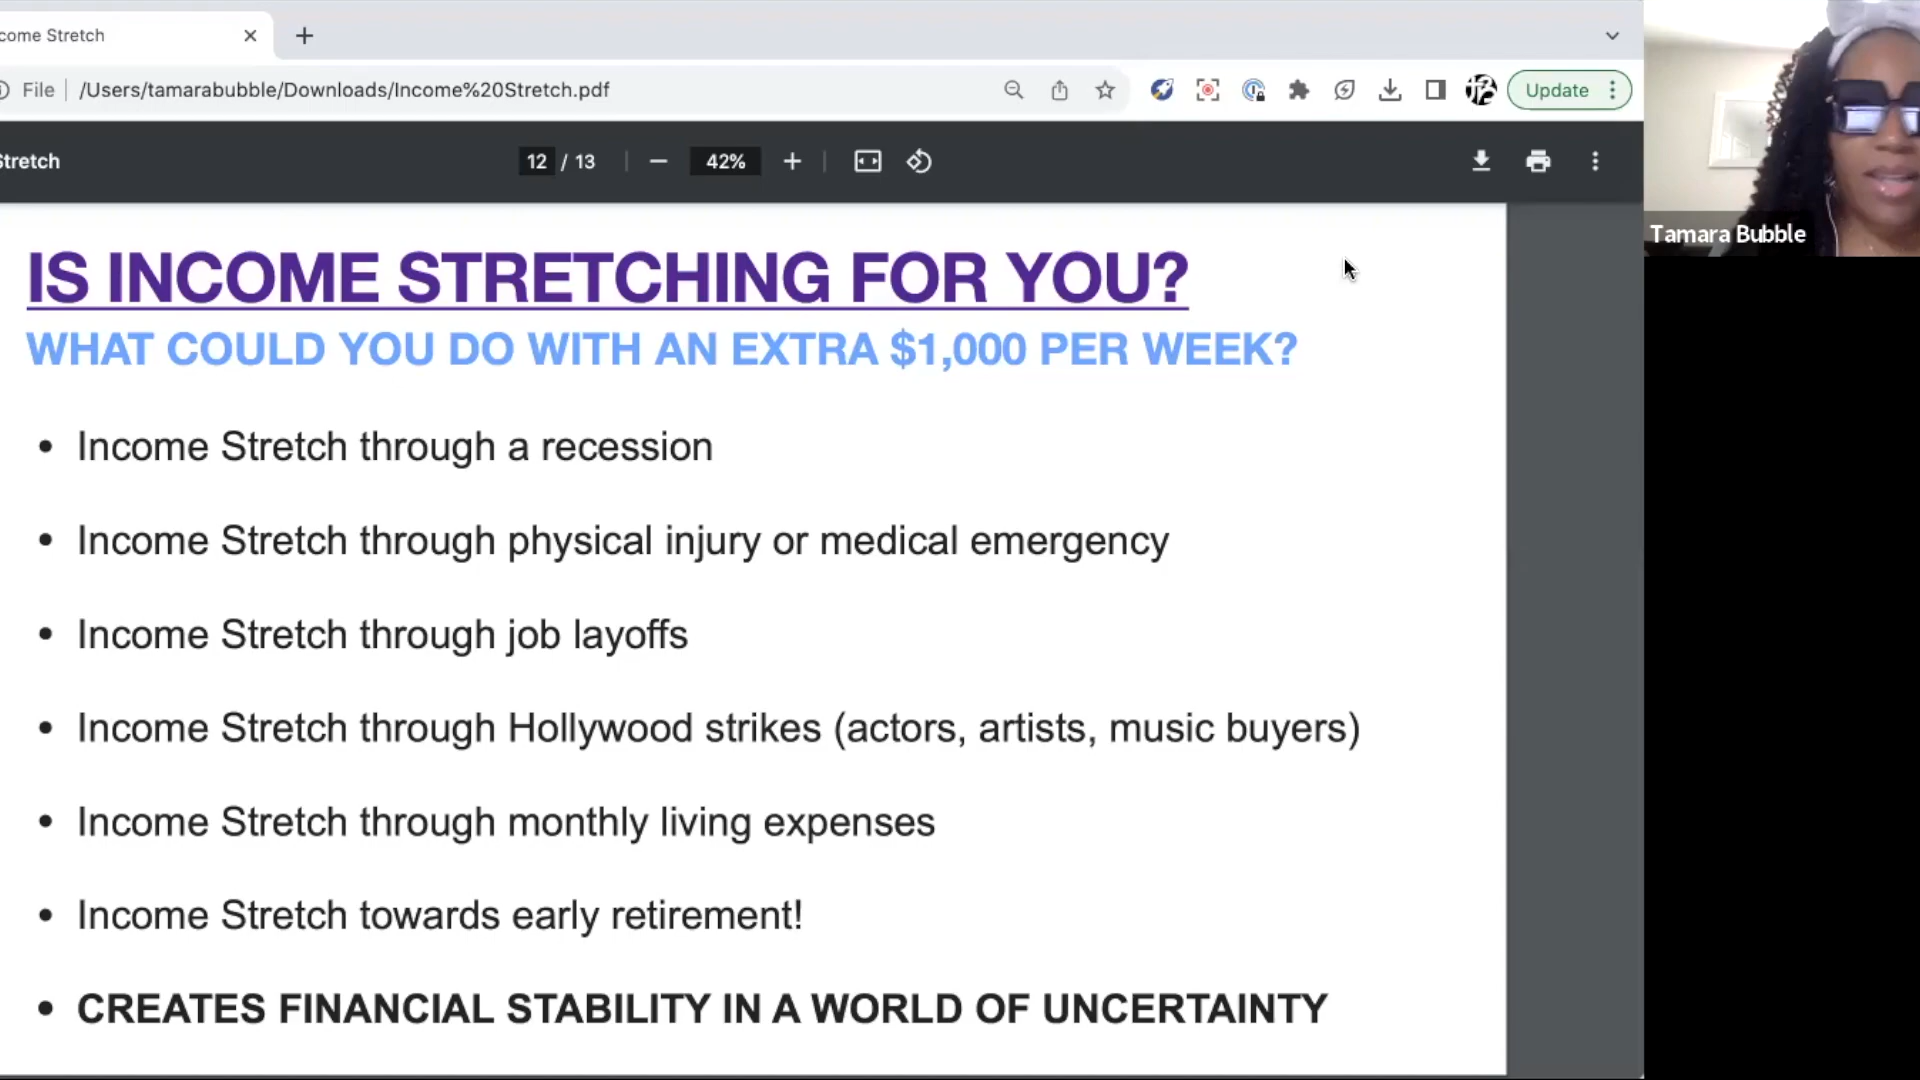 come Stretch
File
/Users/tamarabubble/Downloads/Income%20Stretch.pdf
Update
Stretch
12 / 13
42%
Tamara Bubble
IS INCOME STRETCHING FOR YOU?
WHAT COULD YOU DO WITH AN EXTRA $1,000 PER WEEK?
• Income Stretch through a recession
• Income Stretch through physical injury or medical emergency
• Income Stretch through job layoffs
• Income Stretch through Hollywood strikes (actors, artists, music buyers)
• Income Stretch through monthly living expenses
• Income Stretch towards early retirement!
• CREATES FINANCIAL STABILITY IN A WORLD OF UNCERTAINTY